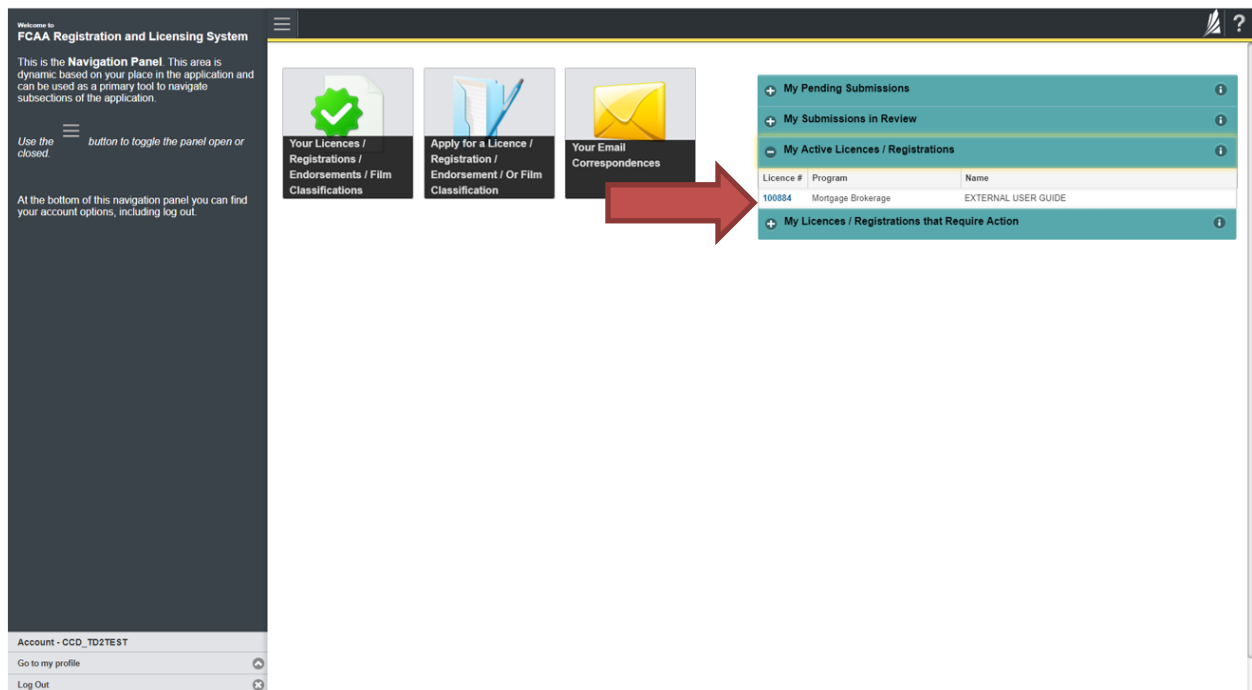 Welcome to
FCAA Registration and Licensing System
This is the Navigation Panel. This area is
dynamic based on your place in the application and
can be used as a primary tool to navigate
subsections of the application.
Use the button to toggle the panel open or
closed.
At the bottom of this navigation panel you can find
your account options, including log out.
Account - CCD_TD2TEST
Go to my profile
Log Out
?
Your Licences /
Registrations /
Endorsements / Film
Classifications
Apply for a Licence /
Registration /
Endorsement / Or Film
Classification
Your Email
Correspondences
My Pending Submissions
My Submissions in Review
My Active Licences / Registrations
Licence # Program Name
100884 Mortgage Brokerage EXTERNAL USER GUIDE
My Licences / Registrations that Require Action